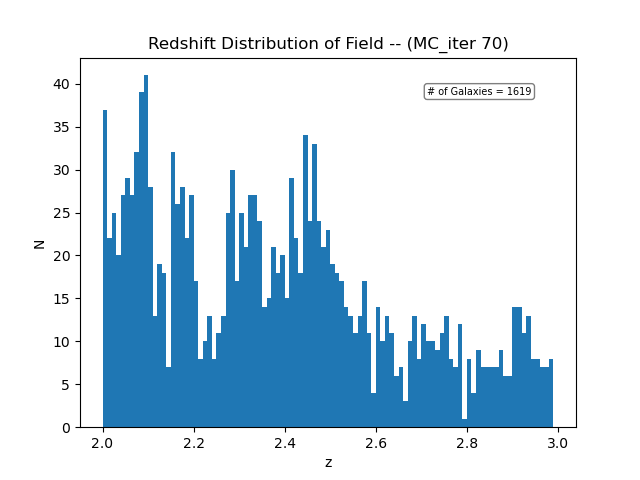 Redshift Distribution of Field -- (MC_iter 70)
# of Galaxies = 1619
N
40
35
30
25
20
15
10
5
0
2.0 2.2 2.4 2.6 2.8 3.0
z